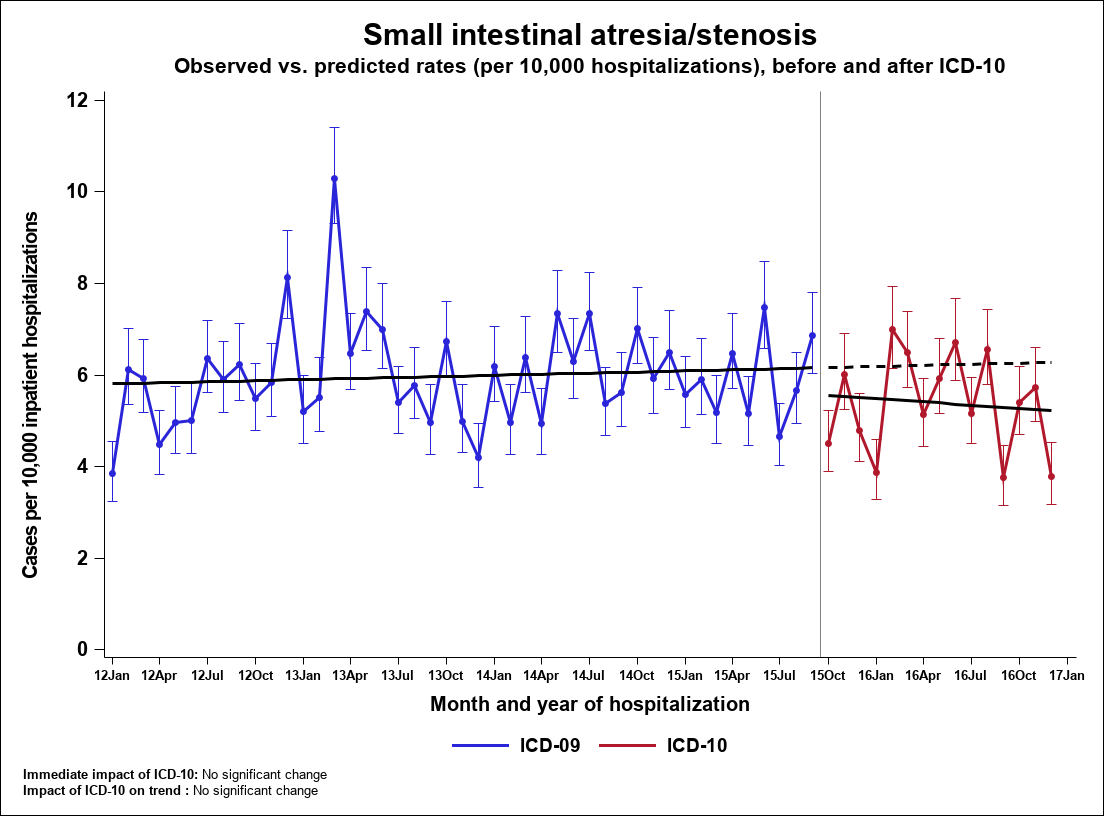 Small intestinal atresia/stenosis
Observed vs. predicted rates (per 10,000 hospitalizations), before and after ICD-10
Cases per 10,000 inpatient hospitalizations
12
10
8
6
4
2
0
12Jan 12Apr 12Jul 12Oct 13Jan 13Apr 13Jul 13Oct 14Jan 14Apr 14Jul 14Oct 15Jan 15Apr 15Jul 15Oct 16Jan 16Apr 16Jul 16Oct 17Jan
Month and year of hospitalization
ICD-09 ICD-10
Immediate impact of ICD-10: No significant change
Impact of ICD-10 on trend : No significant change